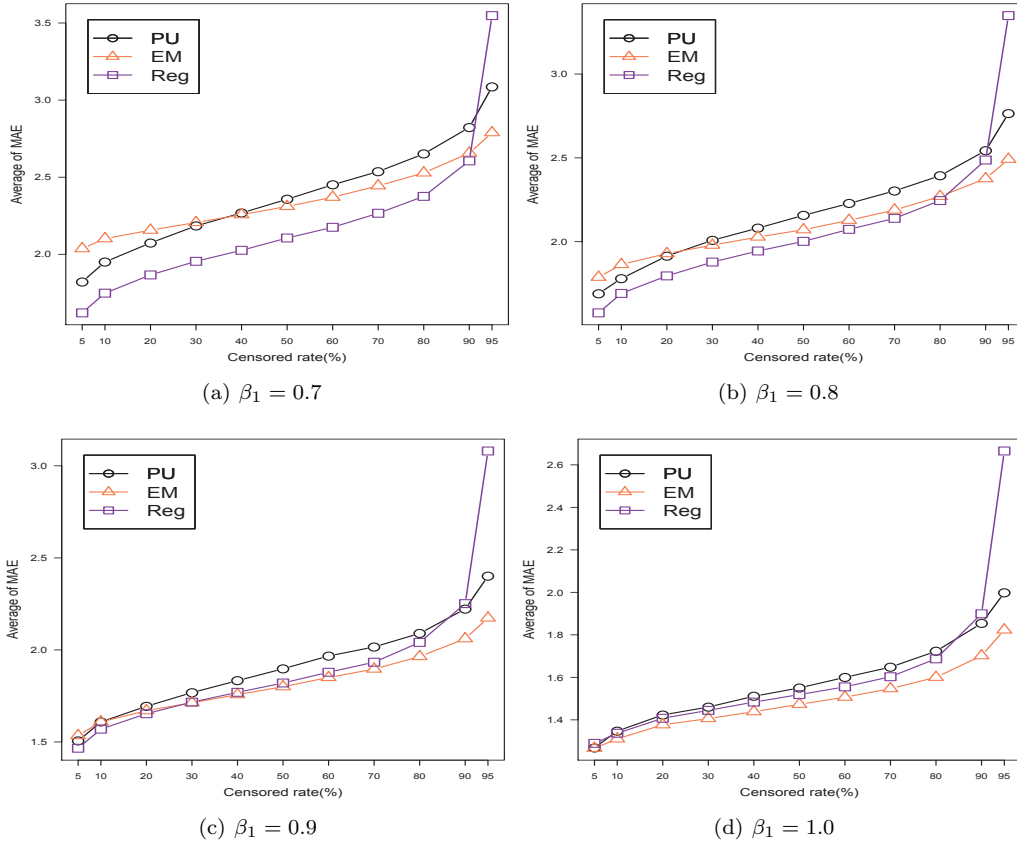 3.5
3.0
2.5
2.0
Average of MAE
PU
EM
Reg
5 10 20 30 40 50 60 70 80 90 95
Censored rate(%)
(a) β₁ = 0.7
3.0
2.5
2.0
Average of MAE
PU
EM
Reg
5 10 20 30 40 50 60 70 80 90 95
Censored rate(%)
(b) β₁ = 0.8
3.0
2.5
2.0
1.5
Average of MAE
PU
EM
Reg
5 10 20 30 40 50 60 70 80 90 95
Censored rate(%)
(c) β₁ = 0.9
2.6
2.4
2.2
2.0
1.8
1.6
1.4
Average of MAE
PU
EM
Reg
5 10 20 30 40 50 60 70 80 90 95
Censored rate(%)
(d) β₁ = 1.0